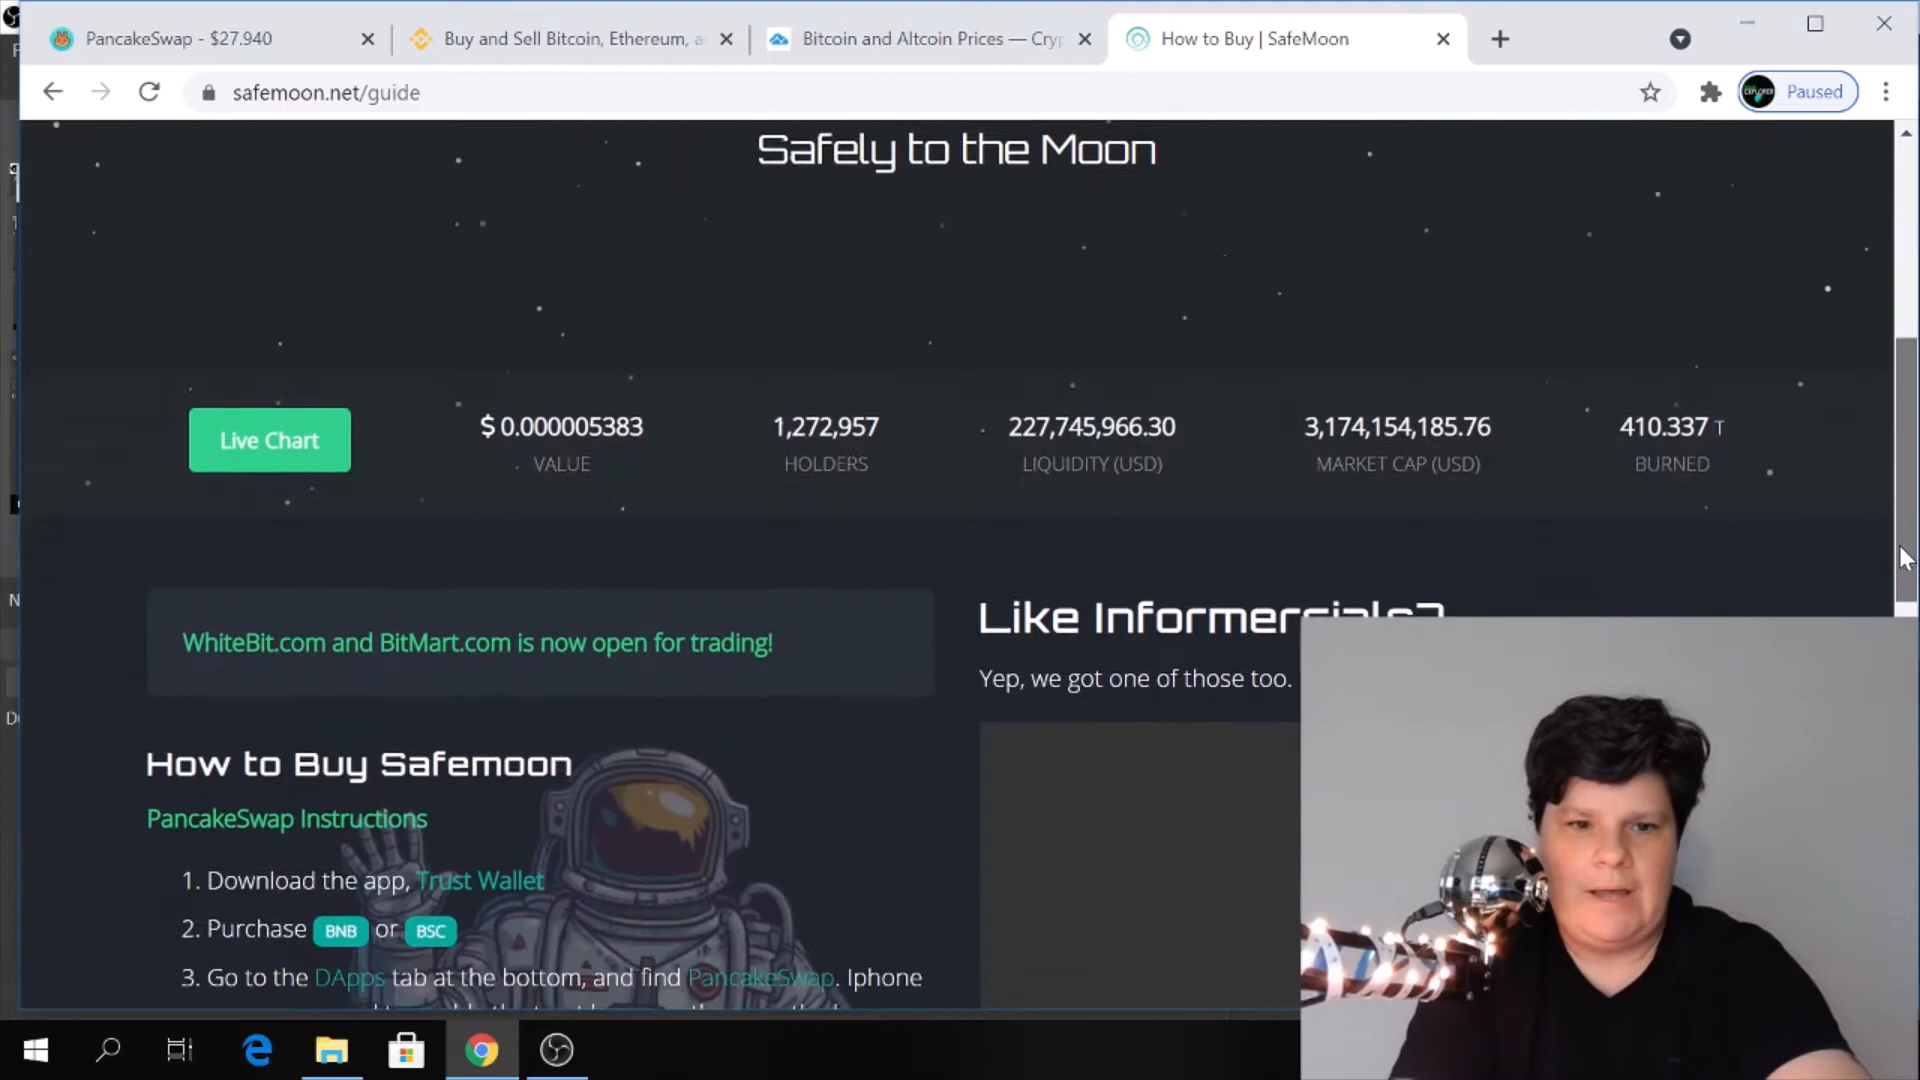 PancakeSwap - $27.940
Buy and Sell Bitcoin, Ethereum, a
Bitcoin and Altcoin Prices — Cryp
How to Buy | SafeMoon
safemoon.net/guide
Paused
Safely to the Moon
Live Chart
$ 0.000005383
VALUE
1,272,957
HOLDERS
227,745,966.30
LIQUIDITY (USD)
3,174,154,185.76
MARKET CAP (USD)
410.337 T
BURNED
WhiteBit.com and BitMart.com is now open for trading!
Like Informercials?
Yep, we got one of those too.
How to Buy Safemoon
PancakeSwap Instructions
1. Download the app, Trust Wallet
2. Purchase BNB or BSC
3. Go to the DApps tab at the bottom, and find PancakeSwap. Iphone